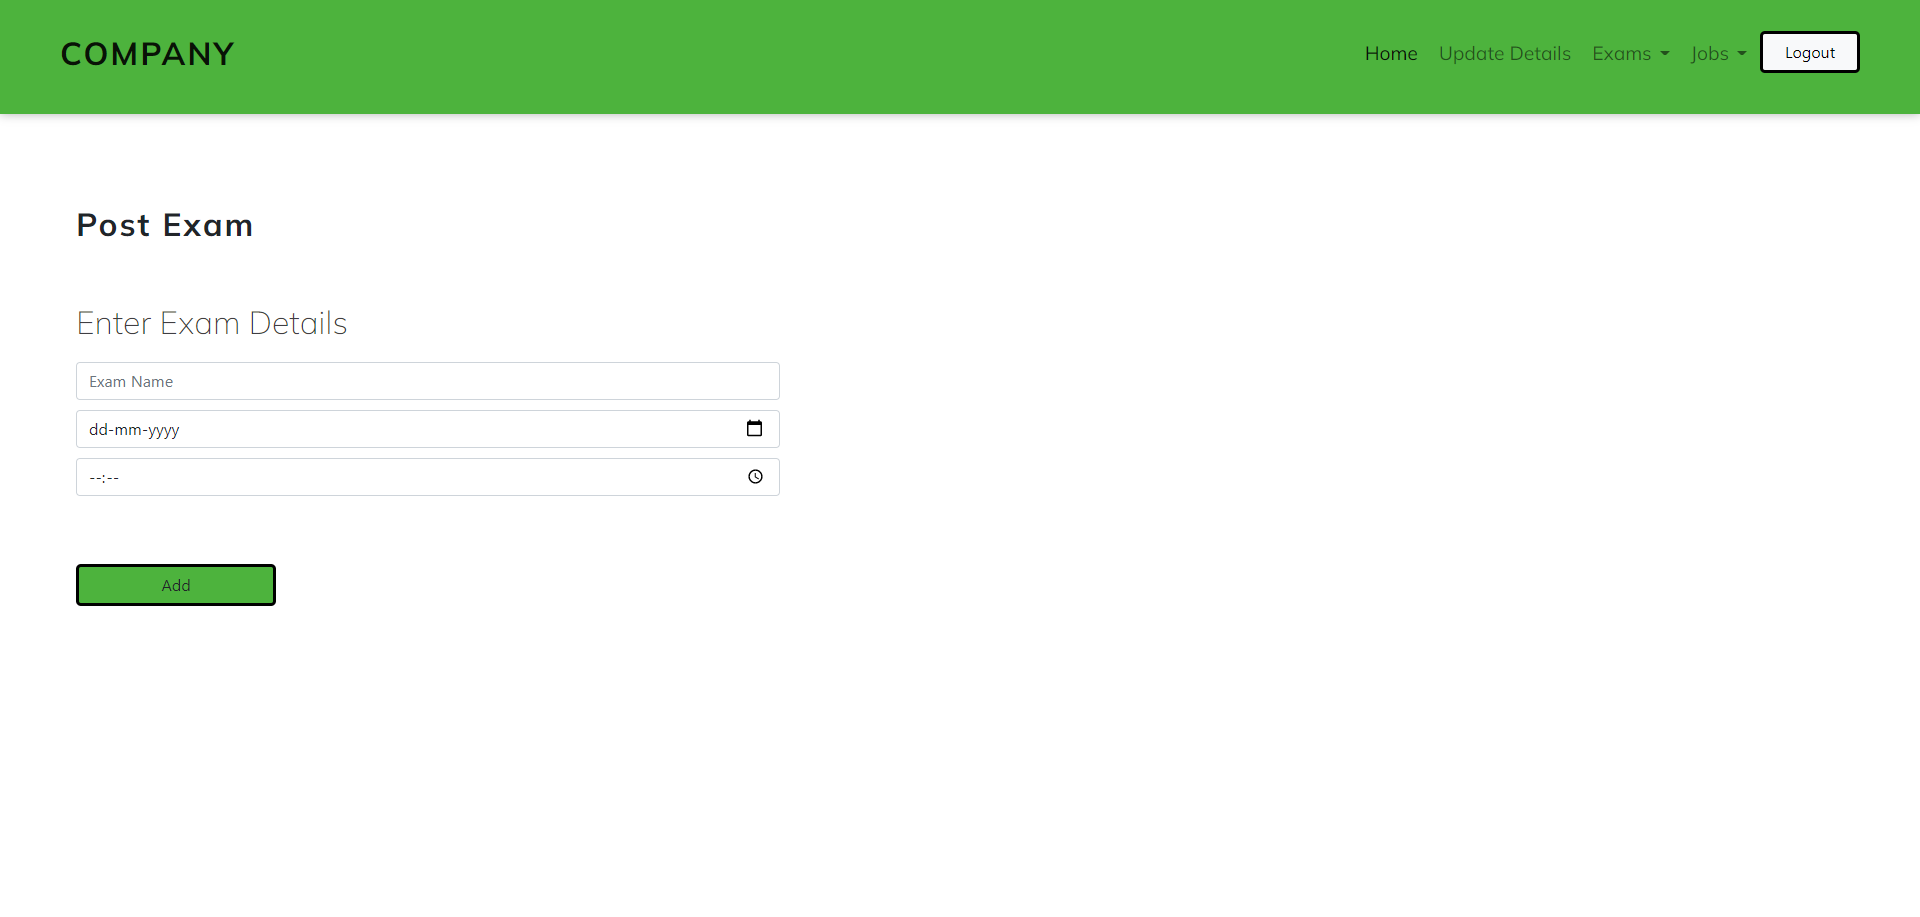 COMPANY
Home Update Details Exams Jobs Logout
Post Exam
Enter Exam Details
Exam Name
dd-mm-yyyy
--:--
Add